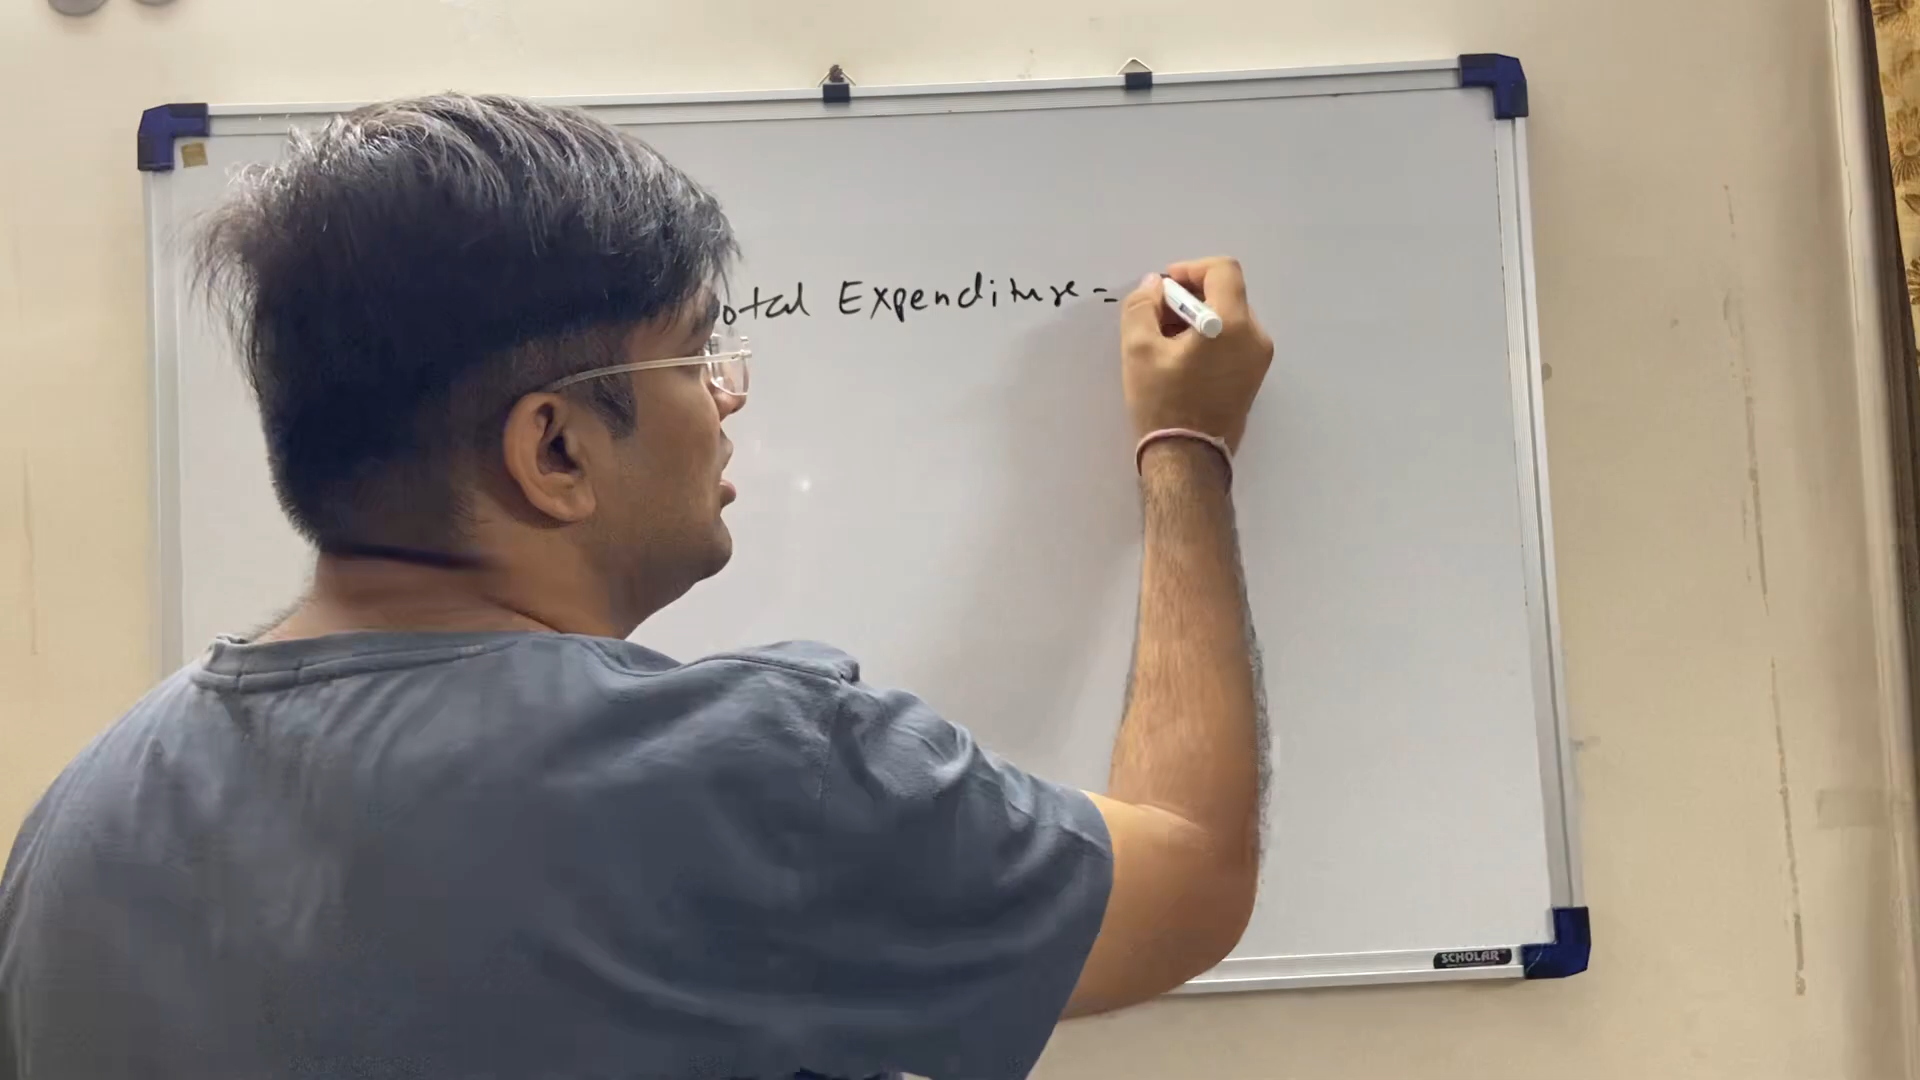 otal Expenditure =
SCHOLAR